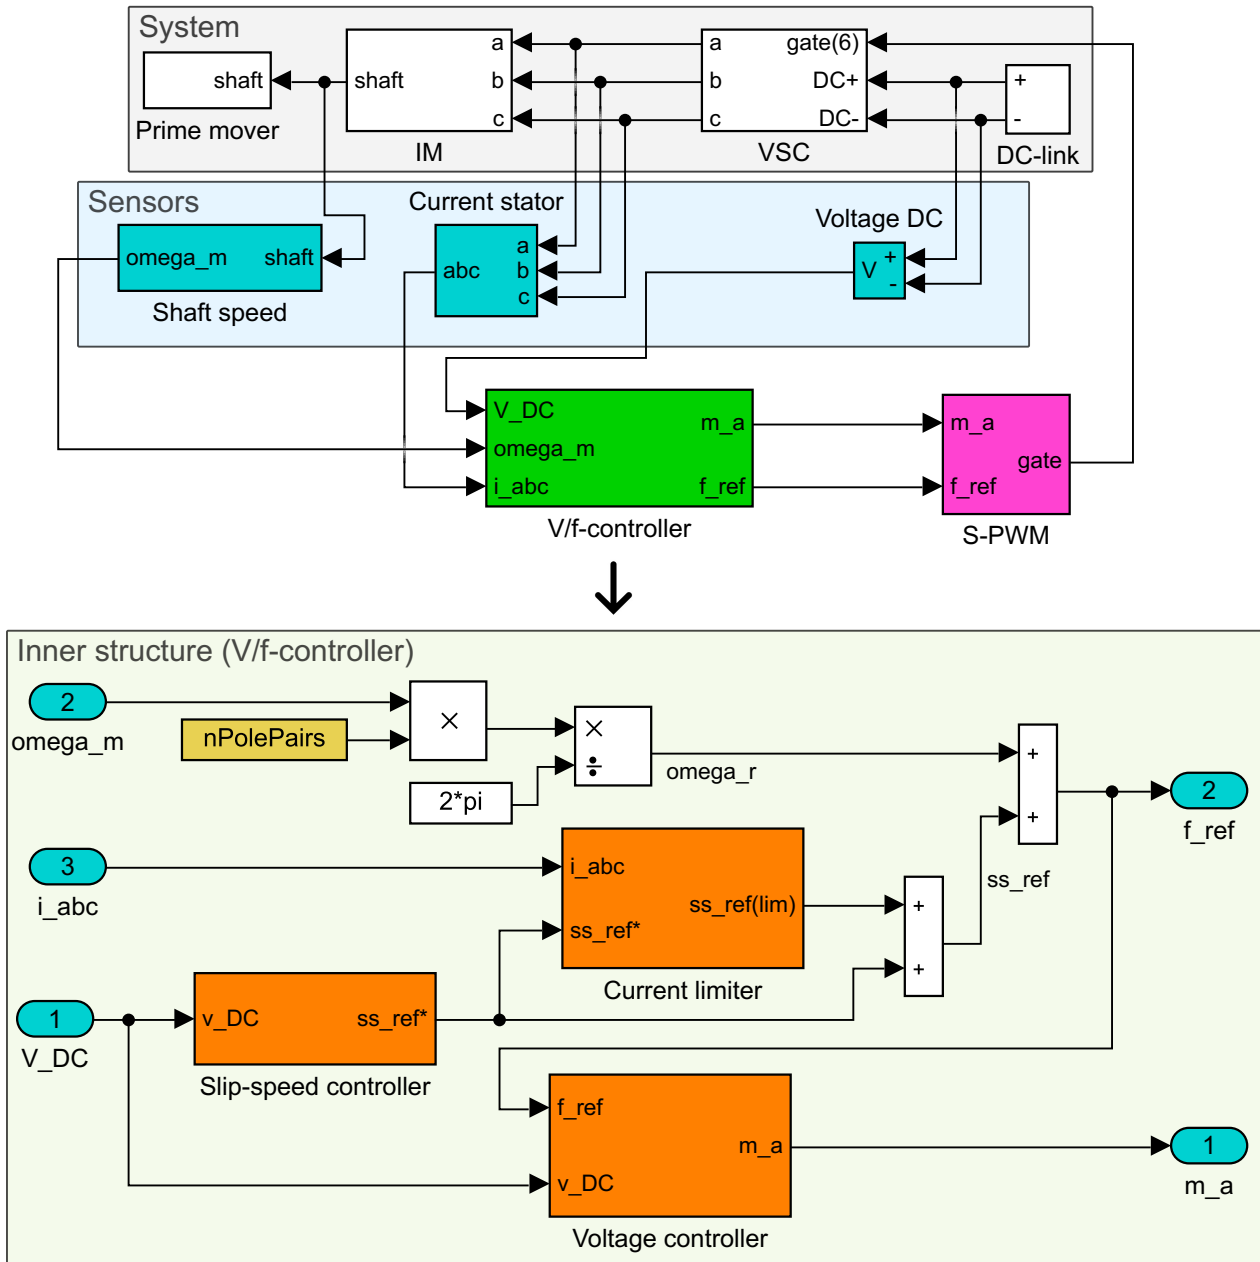 System
shaft
Prime mover
shaft
a
b
c
IM
a
b
c
gate(6)
DC+
DC-
VSC
+
-
DC-link
Sensors
omega_m
shaft
Shaft speed
Current stator
abc
a
b
c
Voltage DC
V
+
-
V_DC
omega_m
i_abc
m_a
f_ref
V/f-controller
m_a
f_ref
gate
S-PWM
Inner structure (V/f-controller)
2
omega_m
nPolePairs
×
2*pi
×
÷
omega_r
+
+
2
f_ref
3
i_abc
i_abc
ss_ref*
ss_ref(lim)
Current limiter
+
+
ss_ref
1
V_DC
v_DC
ss_ref*
Slip-speed controller
f_ref
v_DC
m_a
Voltage controller
1
m_a